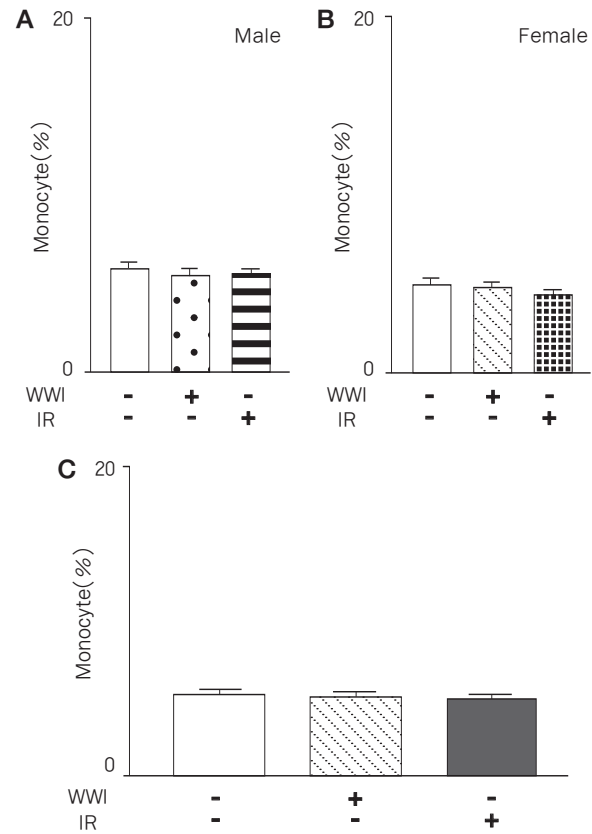 A
20
Male
Monocyte(%)
0
WWI - + -
IR - - +
B
20
Female
Monocyte(%)
0
WWI - + -
IR - - +
C
20
Monocyte(%)
0
WWI - + -
IR - - +